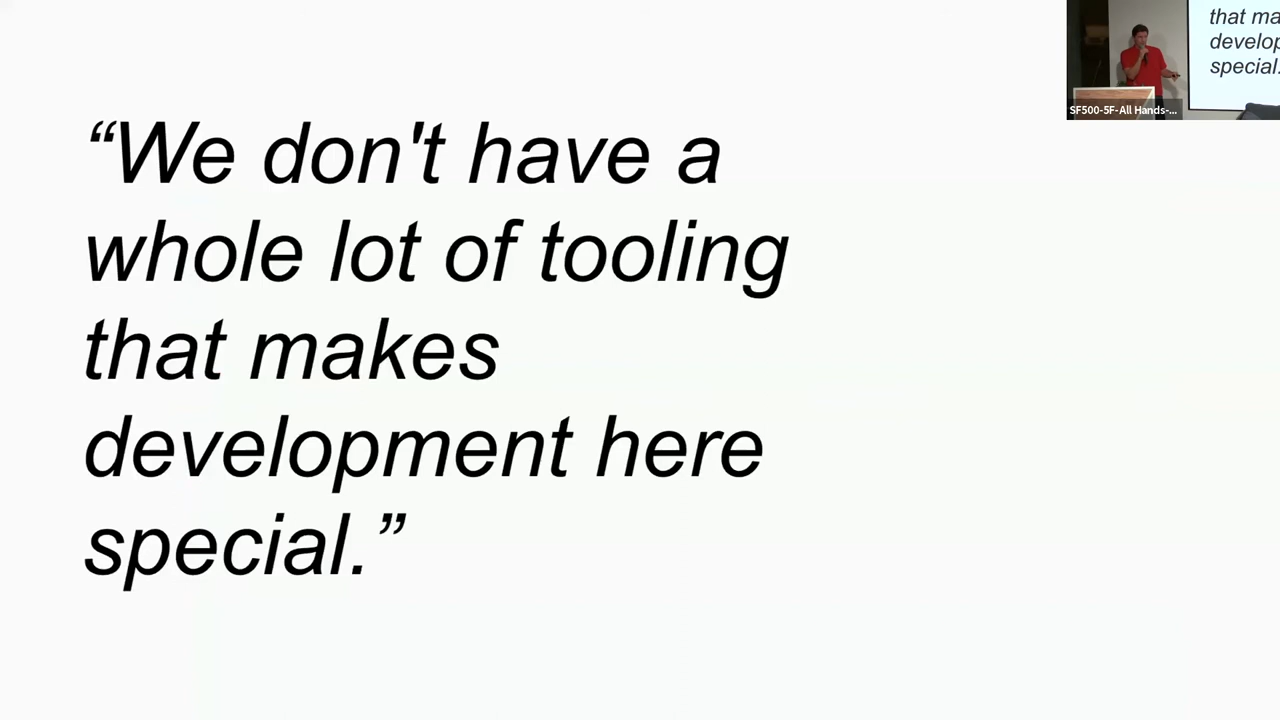 “We don't have a
whole lot of tooling
that makes
development here
special.”
that ma
develop
special.
SF500-5F-All Hands-...